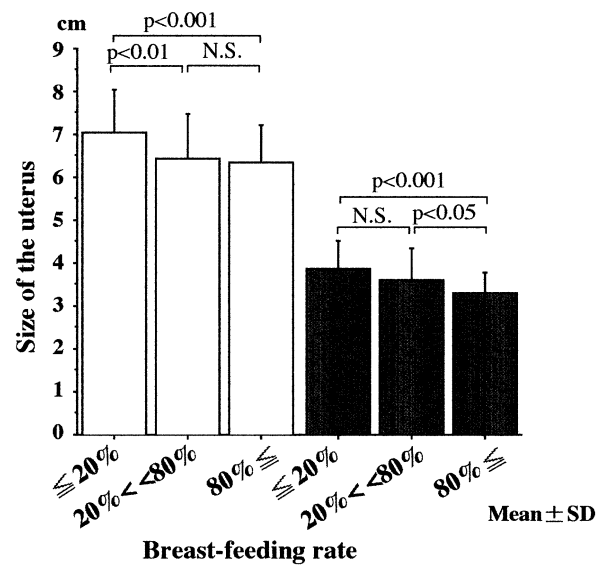 cm
p<0.001
p<0.01
N.S.
9
8
7
6
5
4
3
2
1
0
Size of the uterus
p<0.001
N.S.
p<0.05
≦20%
20%< <80%
80%≦
≦20%
20%< <80%
80%≦
Mean±SD
Breast-feeding rate